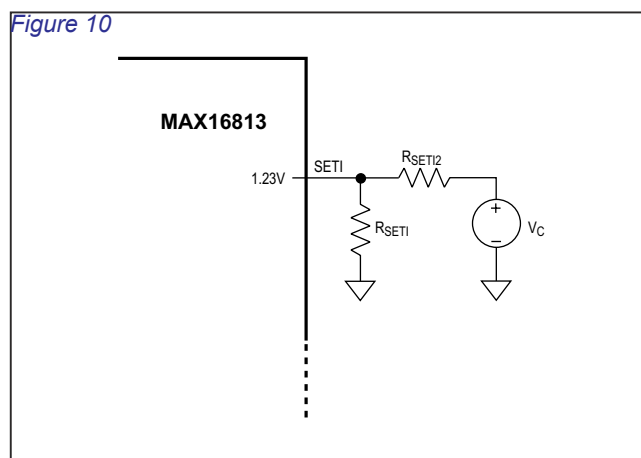 Figure 10
MAX16813
1.23V
SETI
RSETI2
RSETI
+
−
VC